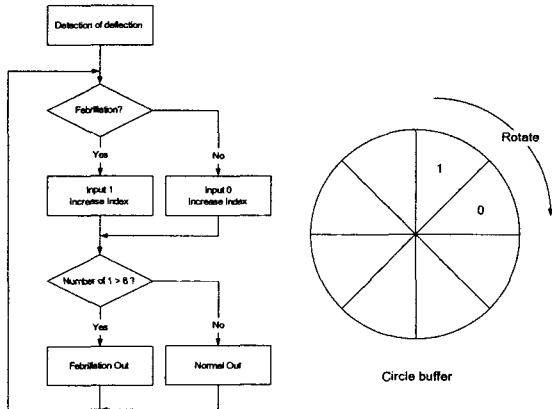 Detection of deflection
Febrillation?
Yes
No
Input 1
Increase Index
Input 0
Increase Index
Number of 1 > 6 ?
Yes
No
Febrillation Out
Normal Out
Rotate
1
0
Circle buffer